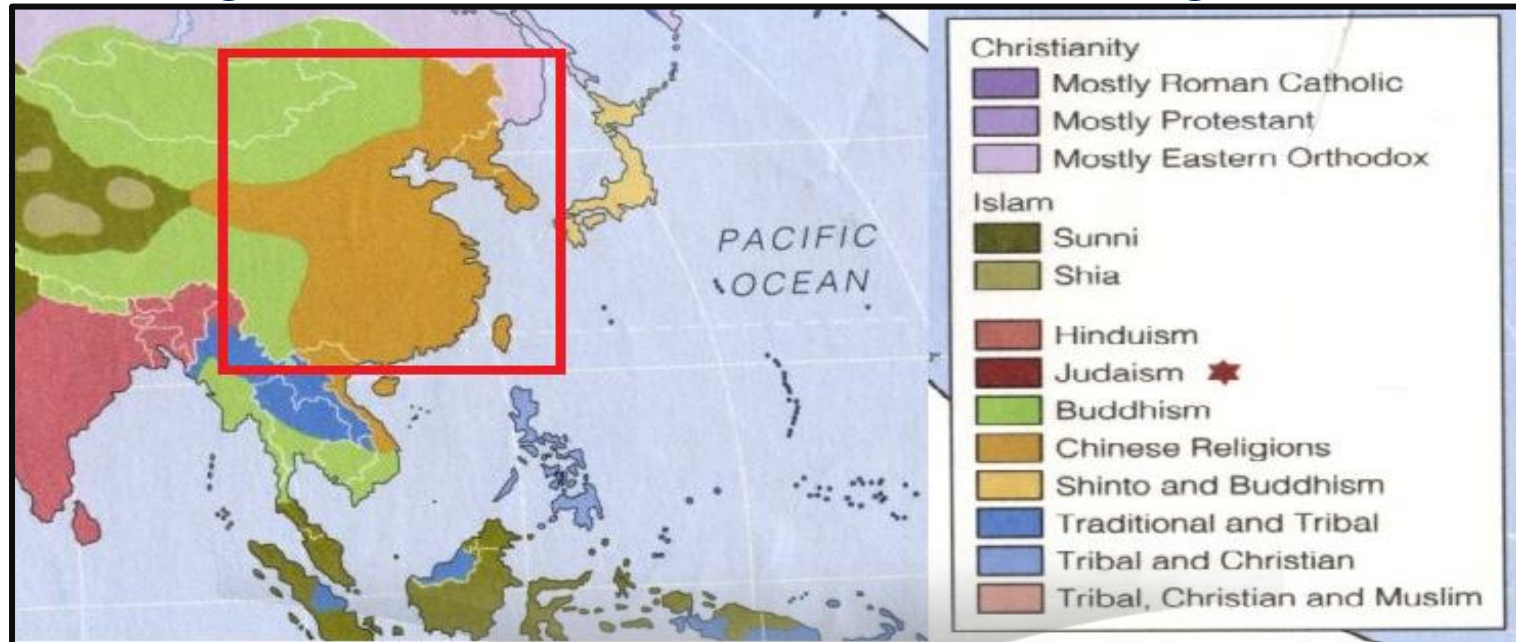 PACIFIC
OCEAN
Christianity
Mostly Roman Catholic
Mostly Protestant
Mostly Eastern Orthodox
Islam
Sunni
Shia
Hinduism
Judaism
Buddhism
Chinese Religions
Shinto and Buddhism
Traditional and Tribal
Tribal and Christian
Tribal, Christian and Muslim